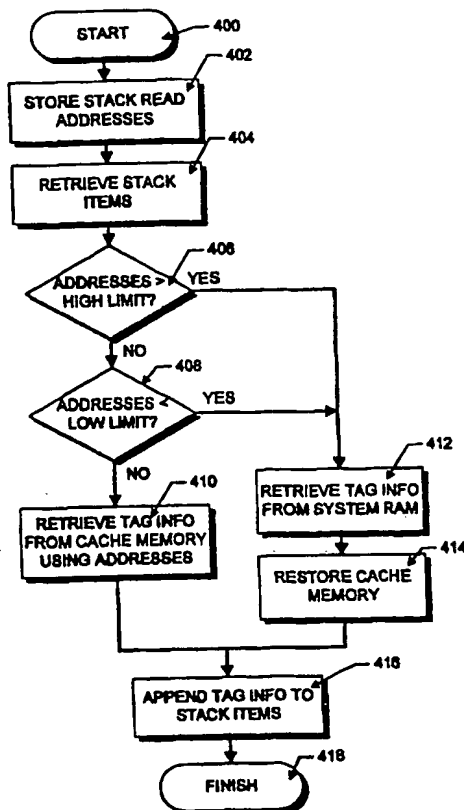 START
400
402
STORE STACK READ
ADDRESSES
404
RETRIEVE STACK
ITEMS
406
ADDRESSES >
HIGH LIMIT?
YES
NO
408
ADDRESSES <
LOW LIMIT?
YES
NO
410
RETRIEVE TAG INFO
FROM CACHE MEMORY
USING ADDRESSES
412
RETRIEVE TAG INFO
FROM SYSTEM RAM
414
RESTORE CACHE
MEMORY
416
APPEND TAG INFO TO
STACK ITEMS
418
FINISH